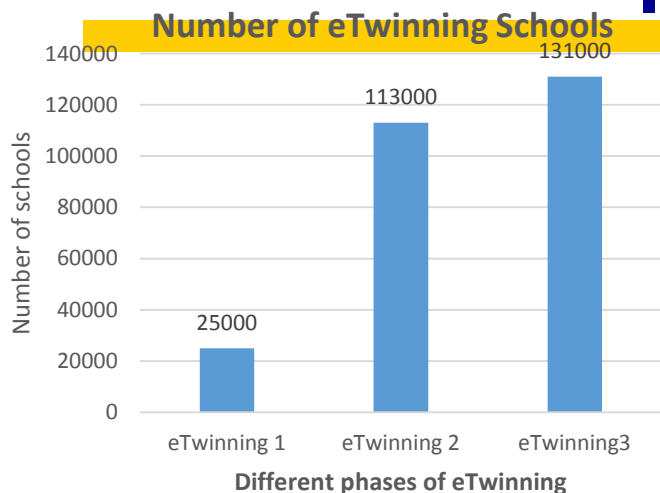 Number of eTwinning Schools
140000
120000
100000
80000
60000
40000
20000
0
Number of schools
25000
113000
131000
eTwinning 1
eTwinning 2
eTwinning3
Different phases of eTwinning